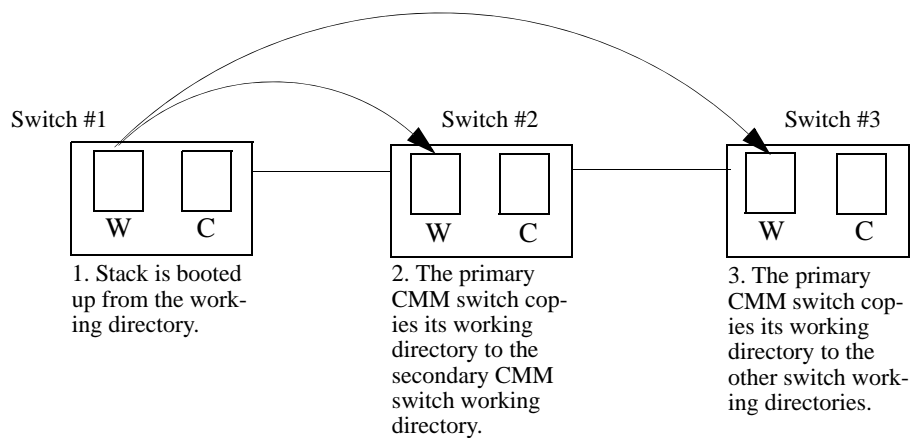 Switch #1
Switch #2
Switch #3
W
C
W
C
W
C
1. Stack is booted
up from the work-
ing directory.
2. The primary
CMM switch cop-
ies its working
directory to the
secondary CMM
switch working
directory.
3. The primary
CMM switch cop-
ies its working
directory to the
other switch work-
ing directories.